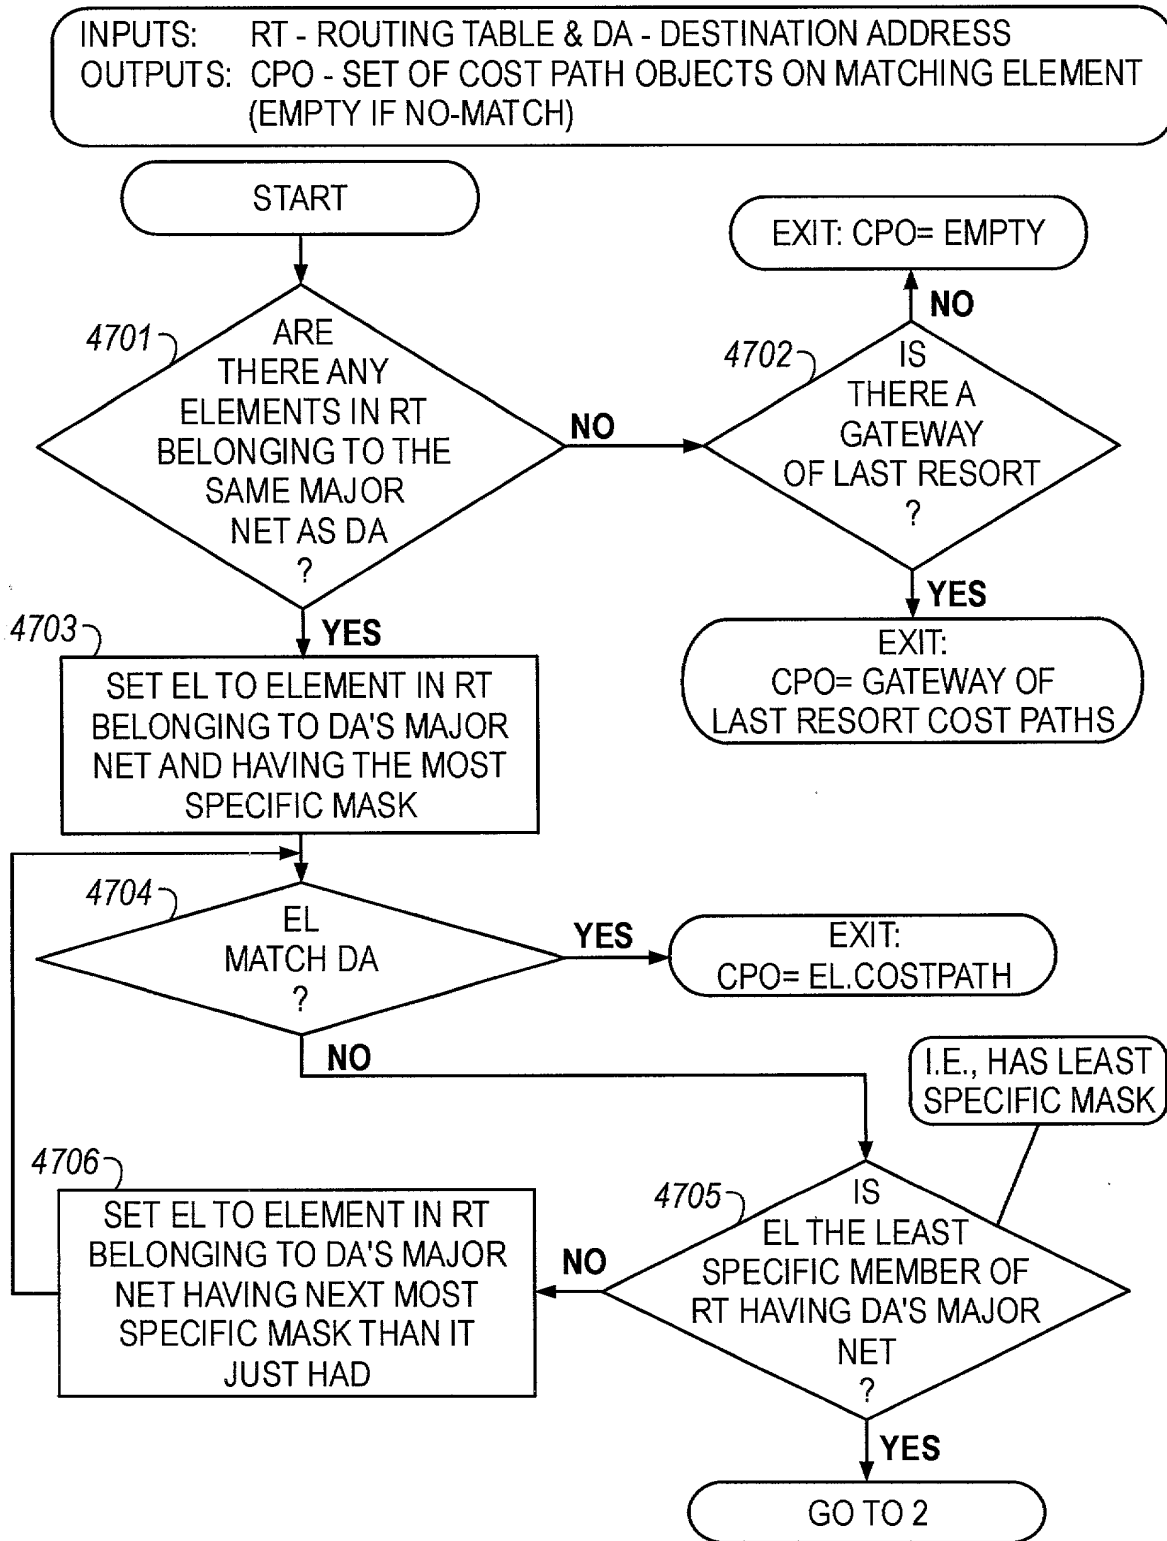 INPUTS: RT - ROUTING TABLE & DA - DESTINATION ADDRESS
OUTPUTS: CPO - SET OF COST PATH OBJECTS ON MATCHING ELEMENT
(EMPTY IF NO-MATCH)
START
EXIT: CPO= EMPTY
NO
4701
ARE
THERE ANY
ELEMENTS IN RT
BELONGING TO THE
SAME MAJOR
NET AS DA
?
NO
4702
IS
THERE A
GATEWAY
OF LAST RESORT
?
YES
YES
EXIT:
CPO= GATEWAY OF
LAST RESORT COST PATHS
4703
SET EL TO ELEMENT IN RT
BELONGING TO DA'S MAJOR
NET AND HAVING THE MOST
SPECIFIC MASK
4704
EL
MATCH DA
?
YES
EXIT:
CPO= EL.COSTPATH
NO
I.E., HAS LEAST
SPECIFIC MASK
4705
IS
EL THE LEAST
SPECIFIC MEMBER OF
RT HAVING DA'S MAJOR
NET
?
NO
4706
SET EL TO ELEMENT IN RT
BELONGING TO DA'S MAJOR
NET HAVING NEXT MOST
SPECIFIC MASK THAN IT
JUST HAD
YES
GO TO 2